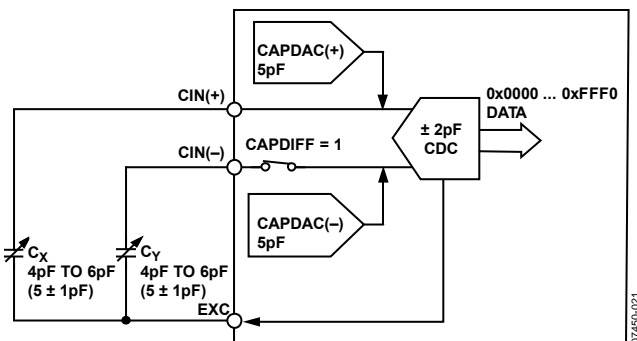 CAPDAC(+)
5pF
CIN(+)
0x0000 ... 0xFFF0
DATA
± 2pF
CDC
CAPDIFF = 1
CIN(–)
CAPDAC(–)
5pF
CX
4pF TO 6pF
(5 ± 1pF)
CY
4pF TO 6pF
(5 ± 1pF)
EXC
07450-021